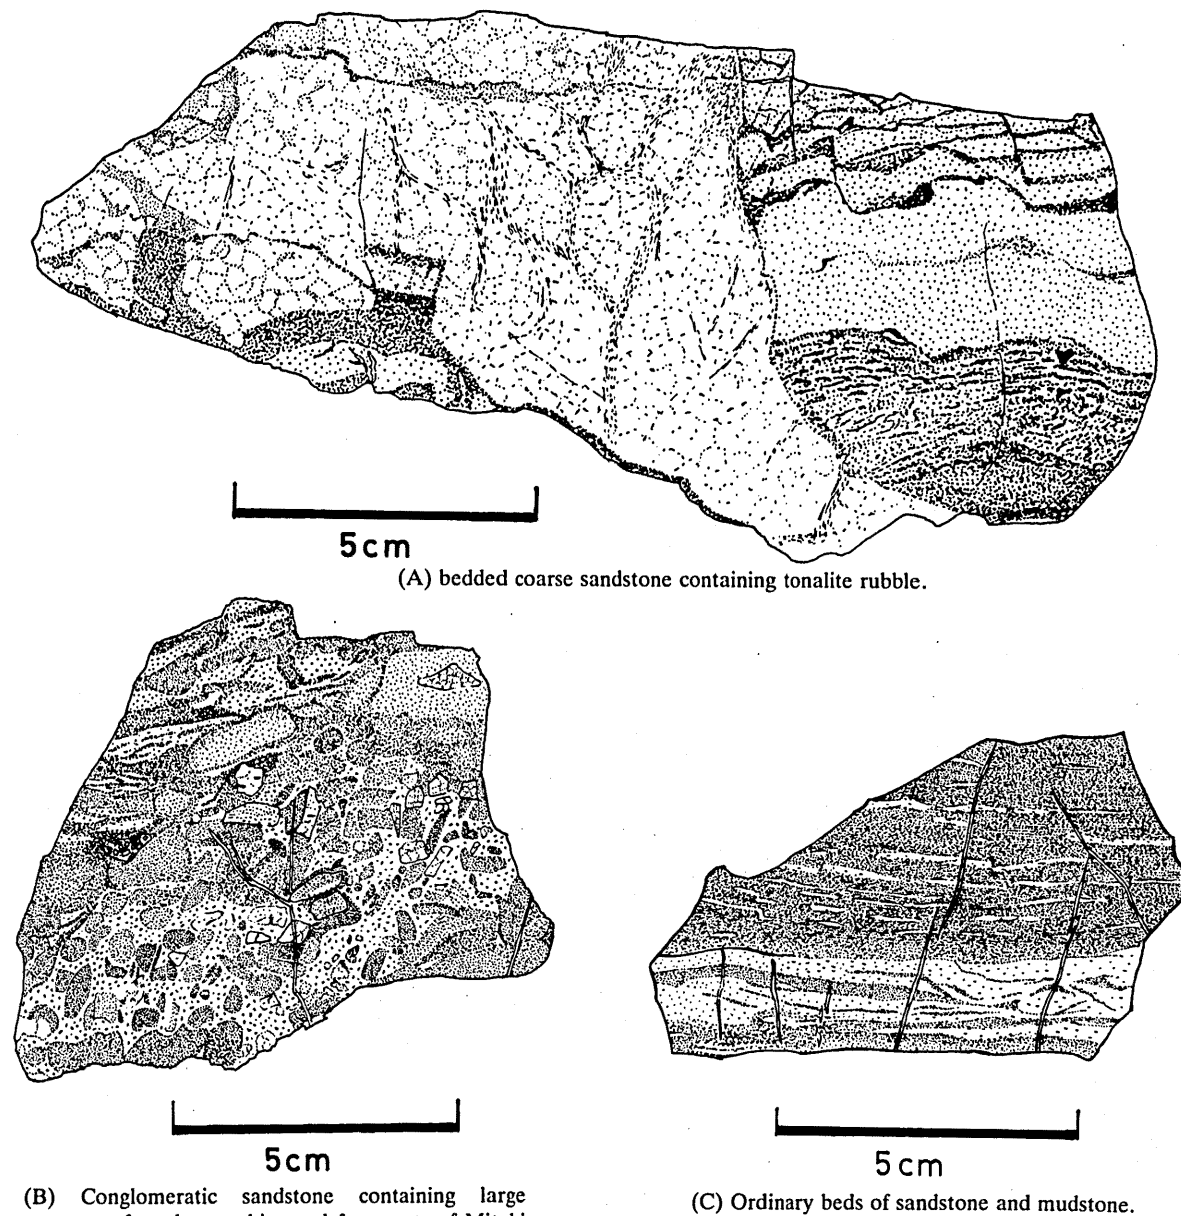 5cm
(A) bedded coarse sandstone containing tonalite rubble.
5cm
(B) Conglomeratic sandstone containing large
5cm
(C) Ordinary beds of sandstone and mudstone.